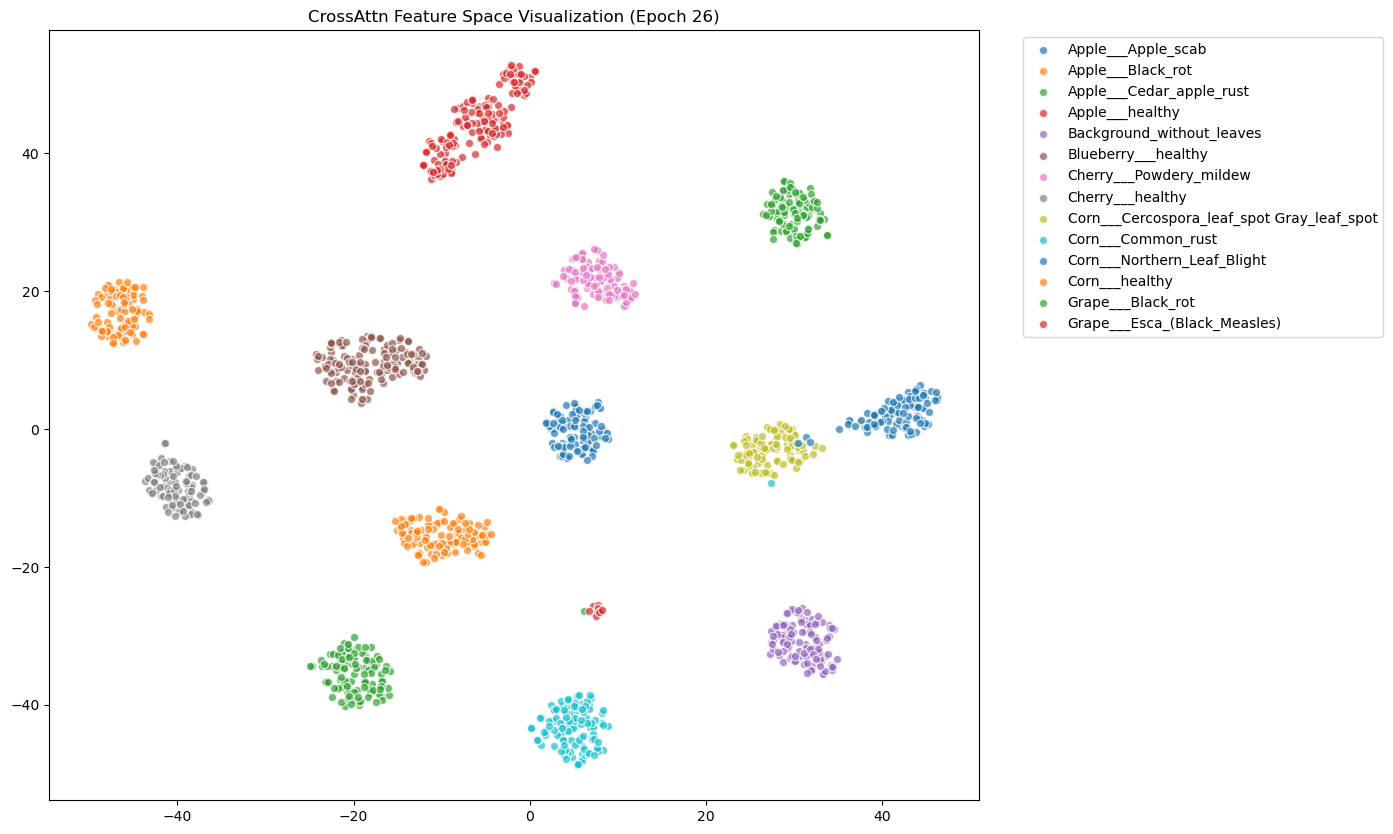 CrossAttn Feature Space Visualization (Epoch 26)
Apple___Apple_scab
Apple___Black_rot
Apple___Cedar_apple_rust
Apple___healthy
Background_without_leaves
Blueberry___healthy
Cherry___Powdery_mildew
Cherry___healthy
Corn___Cercospora_leaf_spot Gray_leaf_spot
Corn___Common_rust
Corn___Northern_Leaf_Blight
Corn___healthy
Grape___Black_rot
Grape___Esca_(Black_Measles)
40
20
0
−20
−40
−40 −20 0 20 40